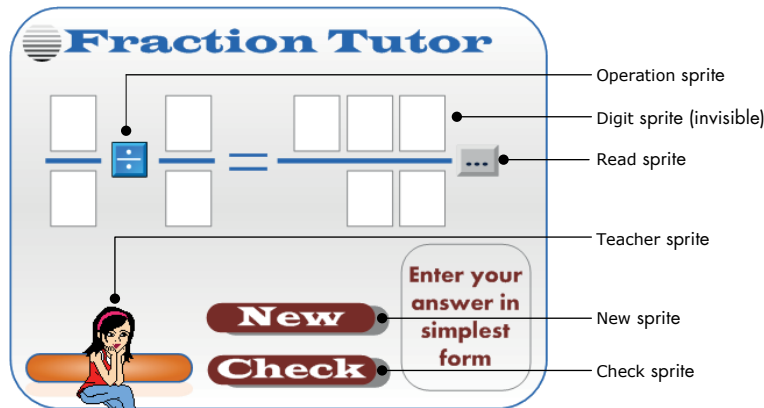 Fraction Tutor
Operation sprite
Digit sprite (invisible)
÷
=
...
Read sprite
Teacher sprite
Enter your
answer in
simplest
form
New
New sprite
Check
Check sprite